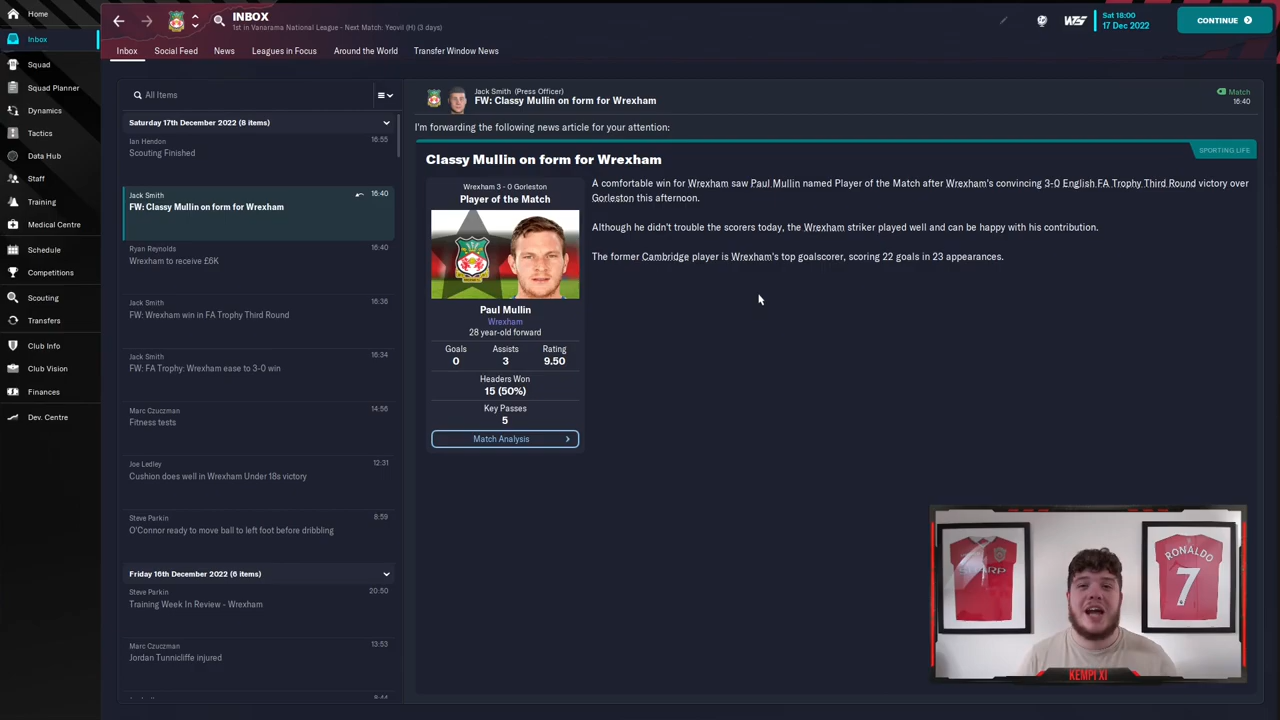 Home
Inbox
Squad
Squad Planner
Dynamics
Tactics
Data Hub
Staff
Training
Medical Centre
Schedule
Competitions
Scouting
Transfers
Club Info
Club Vision
Finances
Dev. Centre
INBOX
1st in Vanarama National League - Next Match: Yeovil (H) (3 days)
Sat 18:00
17 Dec 2022
CONTINUE
Inbox
Social Feed
News
Leagues in Focus
Around the World
Transfer Window News
All Items
Saturday 17th December 2022 (8 items)
Ian Hendon 16:55
Scouting Finished
Jack Smith 16:40
FW: Classy Mullin on form for Wrexham
Ryan Reynolds 16:40
Wrexham to receive £6K
Jack Smith 16:36
FW: Wrexham win in FA Trophy Third Round
Jack Smith 16:34
FW: FA Trophy: Wrexham ease to 3-0 win
Marc Czuczman 14:56
Fitness tests
Joe Ledley 12:31
Cushion does well in Wrexham Under 18s victory
Steve Parkin 8:59
O'Connor ready to move ball to left foot before dribbling
Friday 16th December 2022 (6 items)
Steve Parkin 20:50
Training Week In Review - Wrexham
Marc Czuczman 13:53
Jordan Tunnicliffe injured
Jack Smith (Press Officer)
FW: Classy Mullin on form for Wrexham
Match
16:40
I'm forwarding the following news article for your attention:
SPORTING LIFE
Classy Mullin on form for Wrexham
Wrexham 3 - 0 Gorleston
Player of the Match
Paul Mullin
Wrexham
28 year-old forward
Goals Assists Rating
0 3 9.50
Headers Won
15 (50%)
Key Passes
5
Match Analysis
A comfortable win for Wrexham saw Paul Mullin named Player of the Match after Wrexham's convincing 3-0 English FA Trophy Third Round victory over
Gorleston this afternoon.
Although he didn't trouble the scorers today, the Wrexham striker played well and can be happy with his contribution.
The former Cambridge player is Wrexham's top goalscorer, scoring 22 goals in 23 appearances.
SHARP
RONALDO
7
KEMPI XI